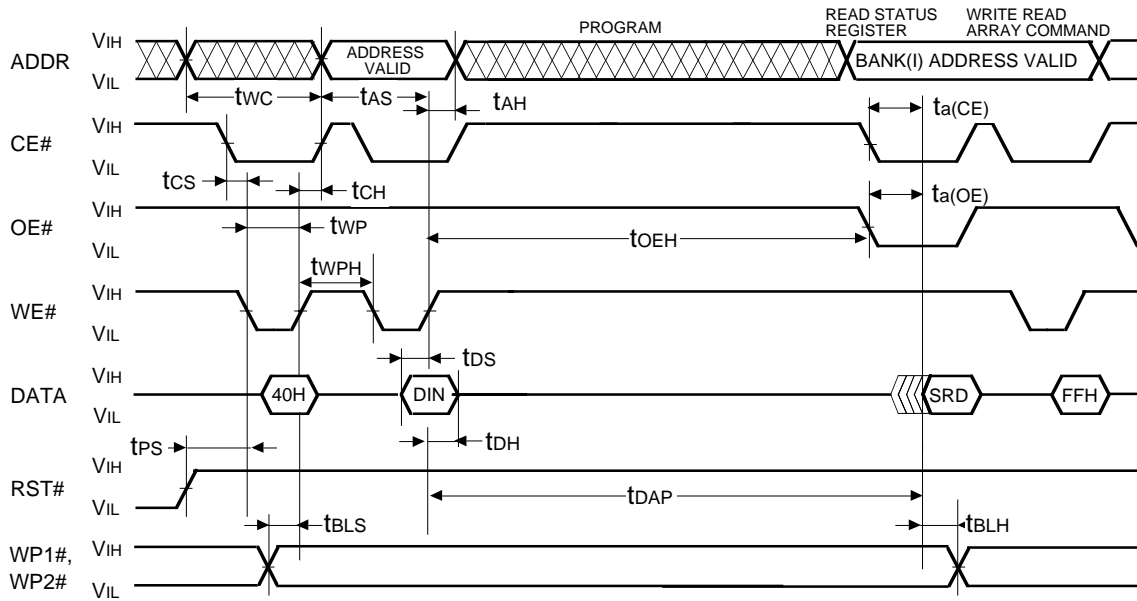 PROGRAM
READ STATUS REGISTER
WRITE READ ARRAY COMMAND
ADDR
VIH
VIL
ADDRESS VALID
BANK(I) ADDRESS VALID
tWC
tAS
tAH
ta(CE)
CE#
VIH
VIL
tCS
tCH
ta(OE)
OE#
VIH
VIL
tWP
tOEH
tWPH
WE#
VIH
VIL
tDS
DATA
VIH
VIL
40H
DIN
SRD
FFH
tDH
tPS
RST#
VIH
VIL
tDAP
tBLS
tBLH
WP1#,
WP2#
VIH
VIL